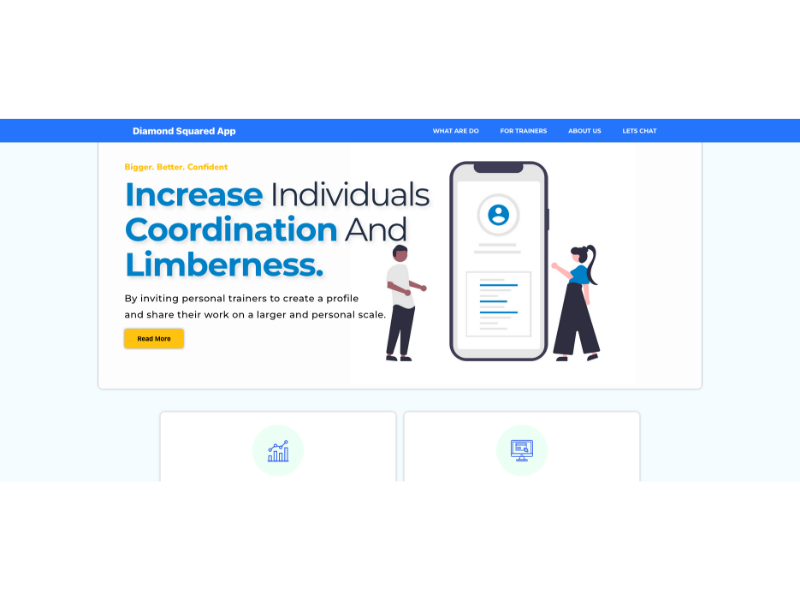 Diamond Squared App
WHAT ARE DO
FOR TRAINERS
ABOUT US
LETS CHAT
Bigger. Better. Confident
Increase Individuals
Coordination And
Limberness.
By inviting personal trainers to create a profile
and share their work on a larger and personal scale.
Read More